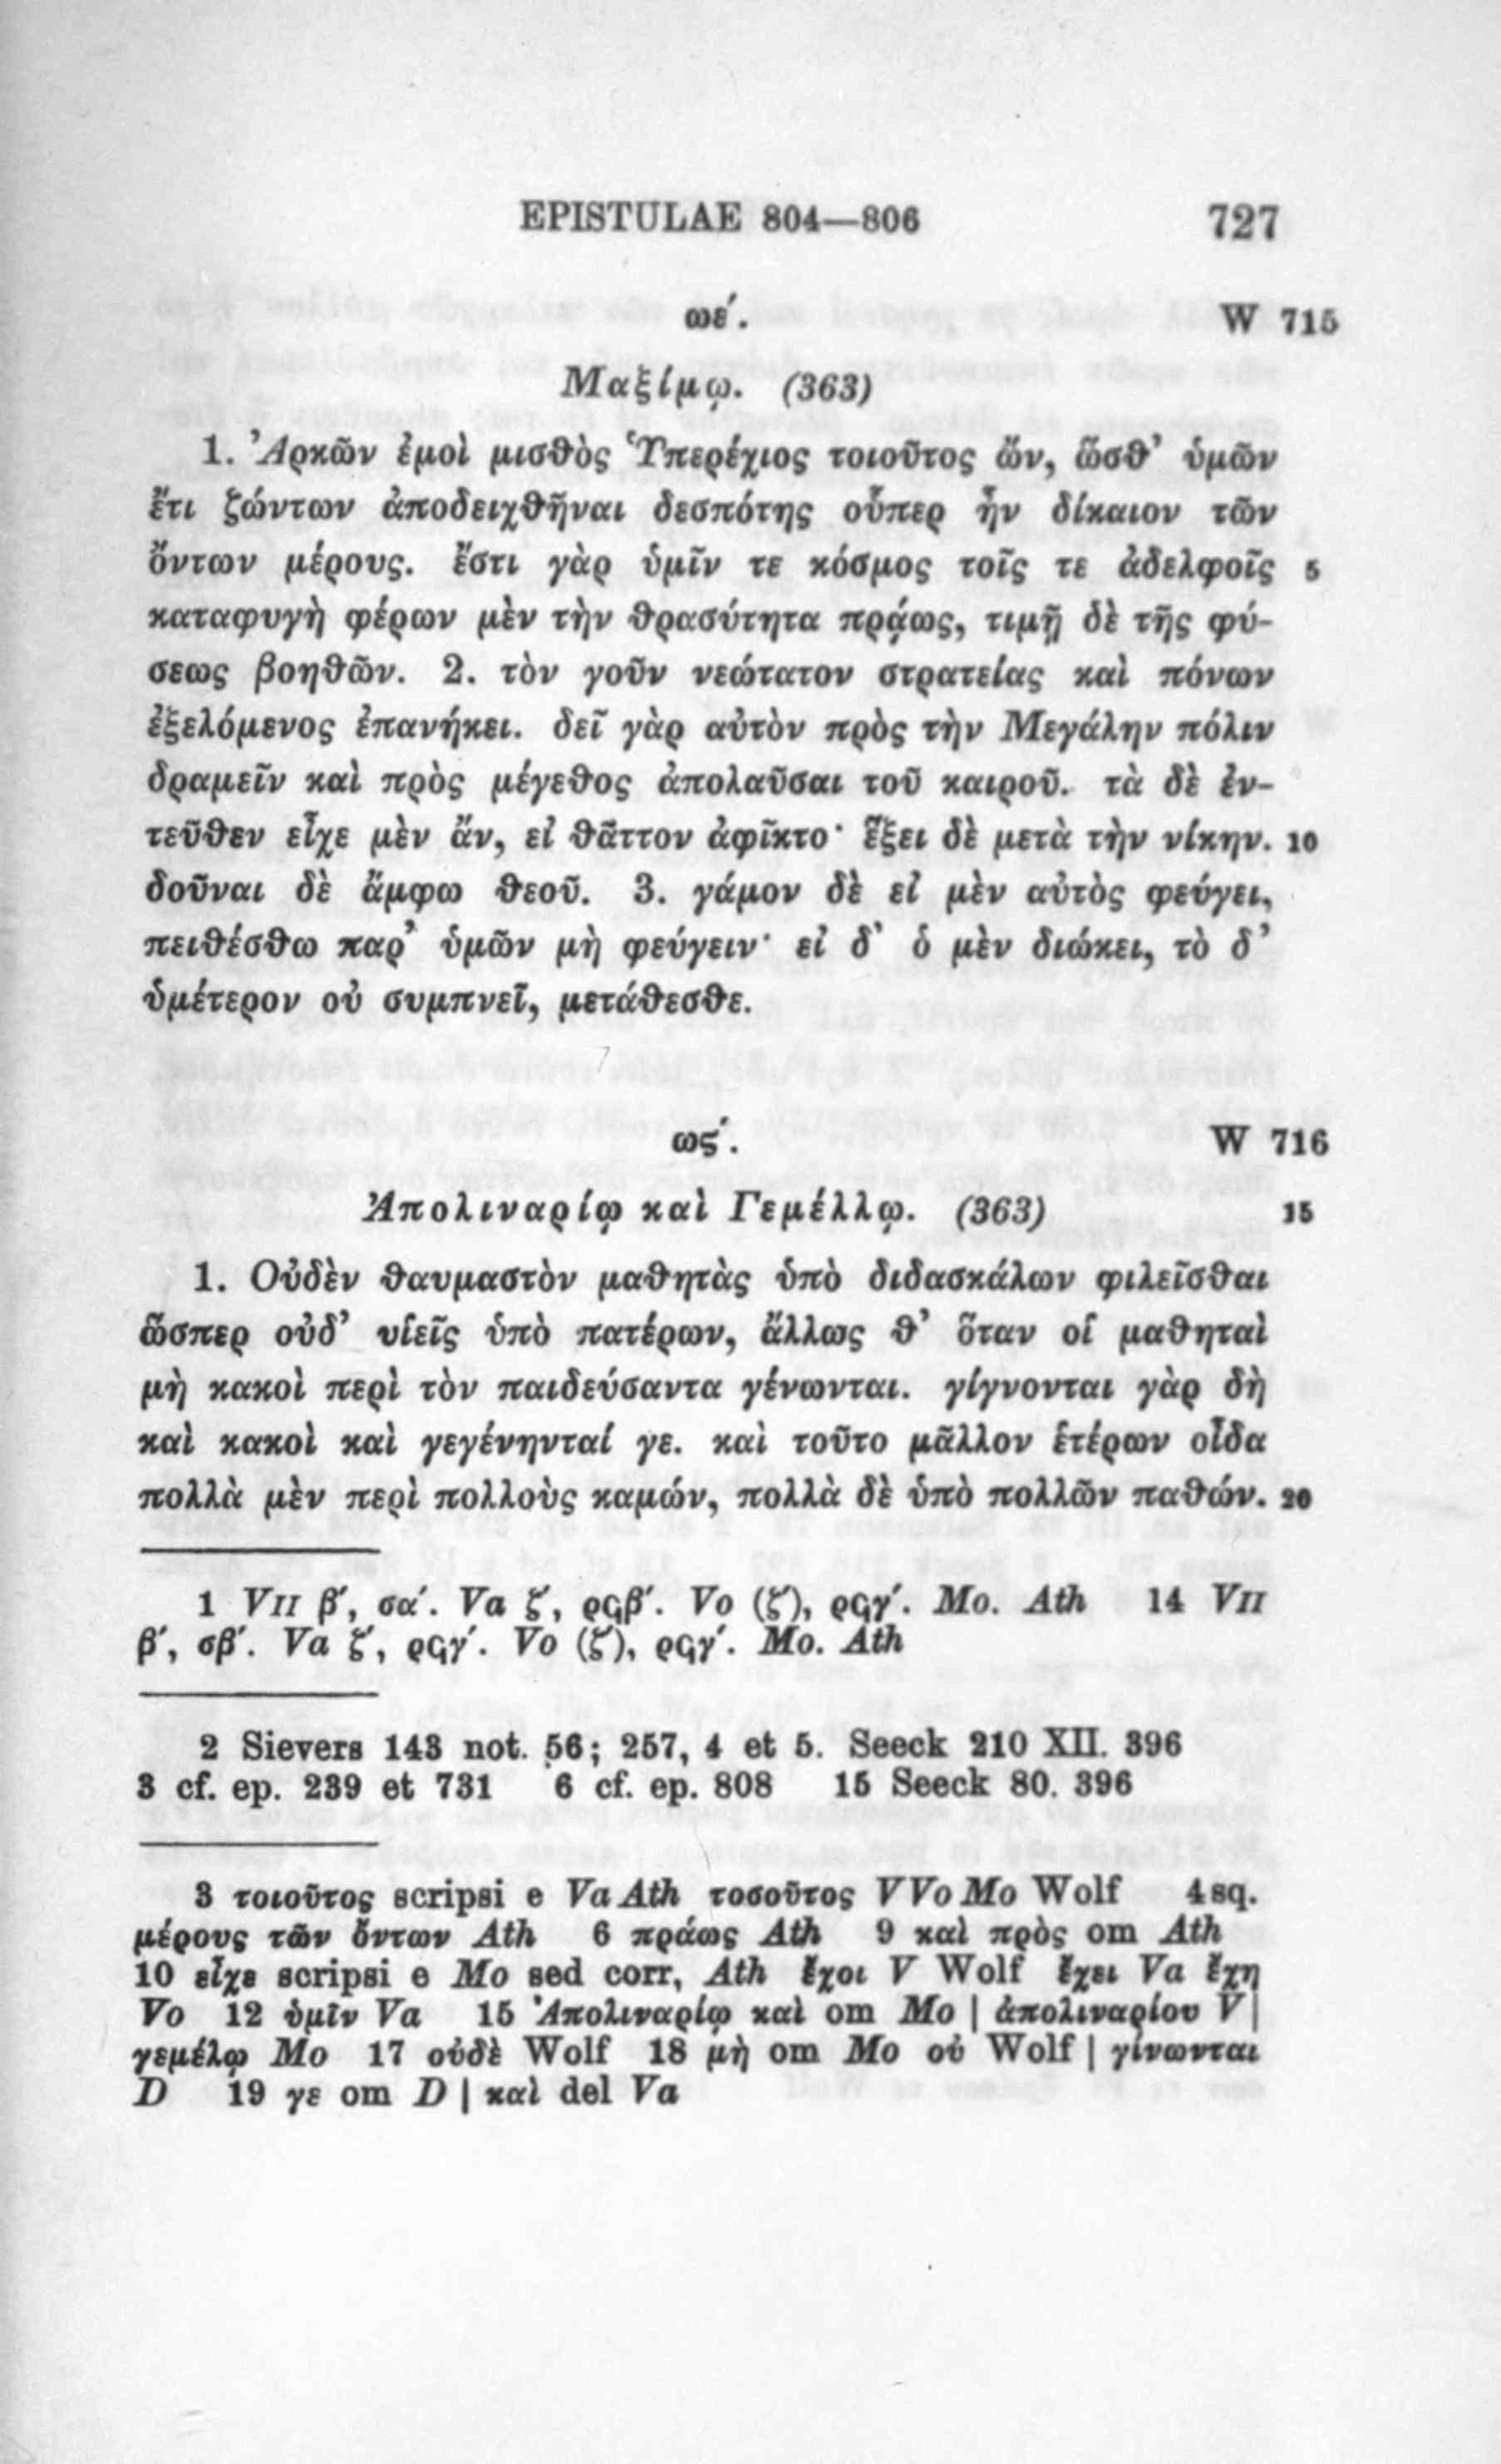 EPISTULAE 804—806 727
ωε΄. W 715
Μαξίμῳ. (363)
1. Ἀρκῶν ἐμοὶ μισθὸς Ὑπερέχιος τοιοῦτος ὤν, ὥσθ’ ὑμῶν
ἔτι ζώντων ἀποδειχθῆναι δεσπότης οὗπερ ἦν δίκαιον τῶν
ὄντων μέρους. ἔστι γὰρ ὑμῖν τε κόσμος τοῖς τε ἀδελφοῖς 5
καταφυγὴ φέρων μὲν τὴν θρασύτητα πρᾴως, τιμῇ δὲ τῆς φύ-
σεως βοηθῶν. 2. τὸν γοῦν νεώτατον στρατείας καὶ πόνων
ἐξελόμενος ἐπανήκει. δεῖ γὰρ αὐτὸν πρὸς τὴν Μεγάλην πόλιν
δραμεῖν καὶ πρὸς μέγεθος ἀπολαῦσαι τοῦ καιροῦ. τὰ δὲ ἐν-
τεῦθεν εἶχε μὲν ἄν, εἰ θᾶττον ἀφῖκτο· ἕξει δὲ μετὰ τὴν νίκην. 10
δοῦναι δὲ ἄμφω θεοῦ. 3. γάμον δὲ εἰ μὲν αὐτὸς φεύγει,
πειθέσθω παρ’ ὑμῶν μὴ φεύγειν· εἰ δ’ ὁ μὲν διώκει, τὸ δ’
ὑμέτερον οὐ συμπνεῖ, μετάθεσθε.
ως΄. W 716
Ἀπολιναρίῳ καὶ Γεμέλλῳ. (363) 15
1. Οὐδὲν θαυμαστὸν μαθητὰς ὑπὸ διδασκάλων φιλεῖσθαι
ὥσπερ οὐδ’ υἱεῖς ὑπὸ πατέρων, ἄλλως θ’ ὅταν οἱ μαθηταὶ
μὴ κακοὶ περὶ τὸν παιδεύσαντα γένωνται. γίγνονται γὰρ δὴ
καὶ κακοὶ καὶ γεγένηνταί γε. καὶ τοῦτο μᾶλλον ἑτέρων οἶδα
πολλὰ μὲν περὶ πολλοὺς καμών, πολλὰ δὲ ὑπὸ πολλῶν παθών. 20
1 VII β΄, σα΄. Va ζ΄, ρϟβ΄. Vo (ζ΄), ρϟγ΄. Mo. Ath 14 VII
β΄, σβ΄. Va ζ΄, ρϟγ΄. Vo (ζ΄), ρϟγ΄. Mo. Ath
2 Sievers 143 not. 56; 257, 4 et 5. Seeck 210 XII. 396
3 cf. ep. 239 et 731 6 cf. ep. 808 15 Seeck 80. 396
3 τοιοῦτος scripsi e Va Ath τοσοῦτος V Vo Mo Wolf 4 sq.
μέρους τῶν ὄντων Ath 6 πράως Ath 9 καὶ πρὸς om Ath
10 εἶχε scripsi e Mo sed corr, Ath ἔχοι V Wolf ἔχει Va ἔχη
Vo 12 ὑμῖν Va 15 Ἀπολιναρίῳ καὶ om Mo | ἀπολιναρίου V |
γεμέλῳ Mo 17 οὐδὲ Wolf 18 μὴ om Mo οὐ Wolf | γίνωνται
D 19 γε om D | καὶ del Va